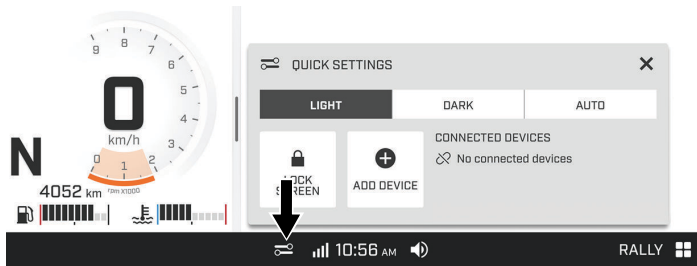 9 8 7
6
5
4
3
0 1 2
0
km/h
N
rpm X1000
4052 km
QUICK SETTINGS
LIGHT DARK AUTO
LOCK SCREEN
ADD DEVICE
CONNECTED DEVICES
No connected devices
10:56 AM
RALLY